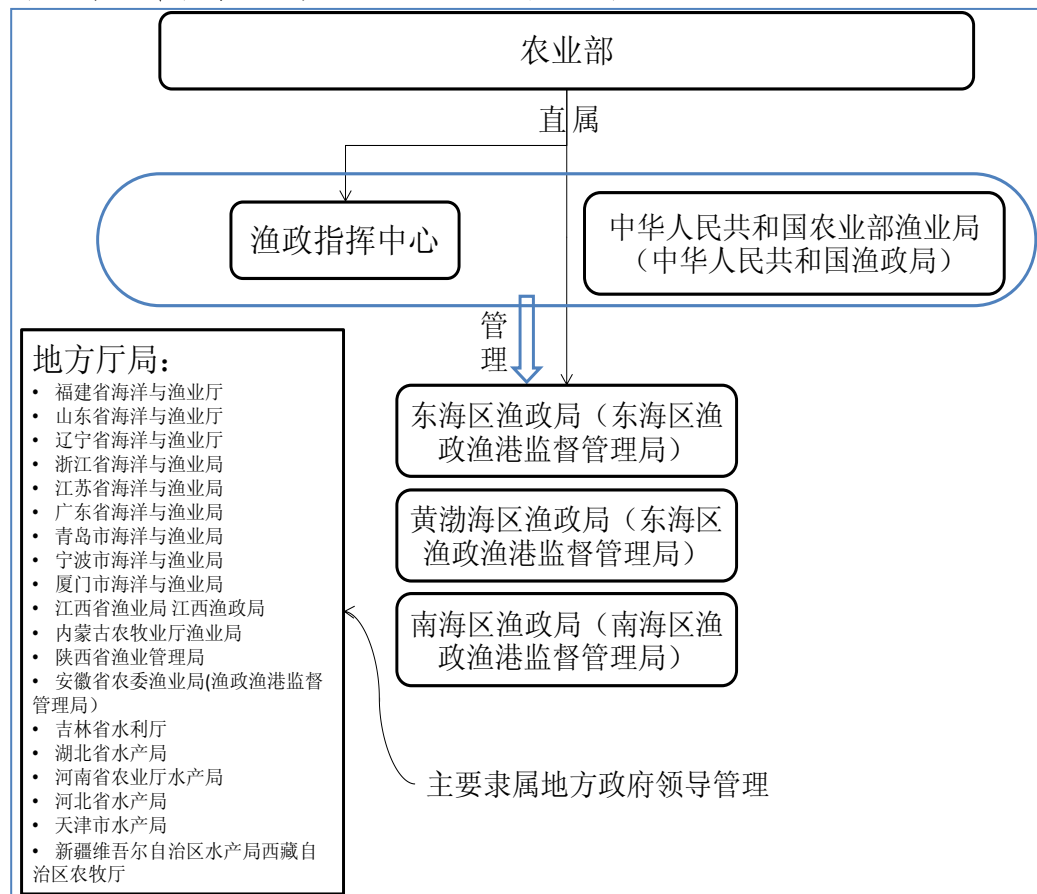 农业部
直属
渔政指挥中心
中华人民共和国农业部渔业局
（中华人民共和国渔政局）
管
理
地方厅局：
• 福建省海洋与渔业厅
• 山东省海洋与渔业厅
• 辽宁省海洋与渔业厅
• 浙江省海洋与渔业局
• 江苏省海洋与渔业局
• 广东省海洋与渔业局
• 青岛市海洋与渔业局
• 宁波市海洋与渔业局
• 厦门市海洋与渔业局
• 江西省渔业局 江西渔政局
• 内蒙古农牧业厅渔业局
• 陕西省渔业管理局
• 安徽省农委渔业局(渔政渔港监督
管理局）
• 吉林省水利厅
• 湖北省水产局
• 河南省农业厅水产局
• 河北省水产局
• 天津市水产局
• 新疆维吾尔自治区水产局西藏自
治区农牧厅
东海区渔政局（东海区渔
政渔港监督管理局）
黄渤海区渔政局（东海区
渔政渔港监督管理局）
南海区渔政局（南海区渔
政渔港监督管理局）
主要隶属地方政府领导管理